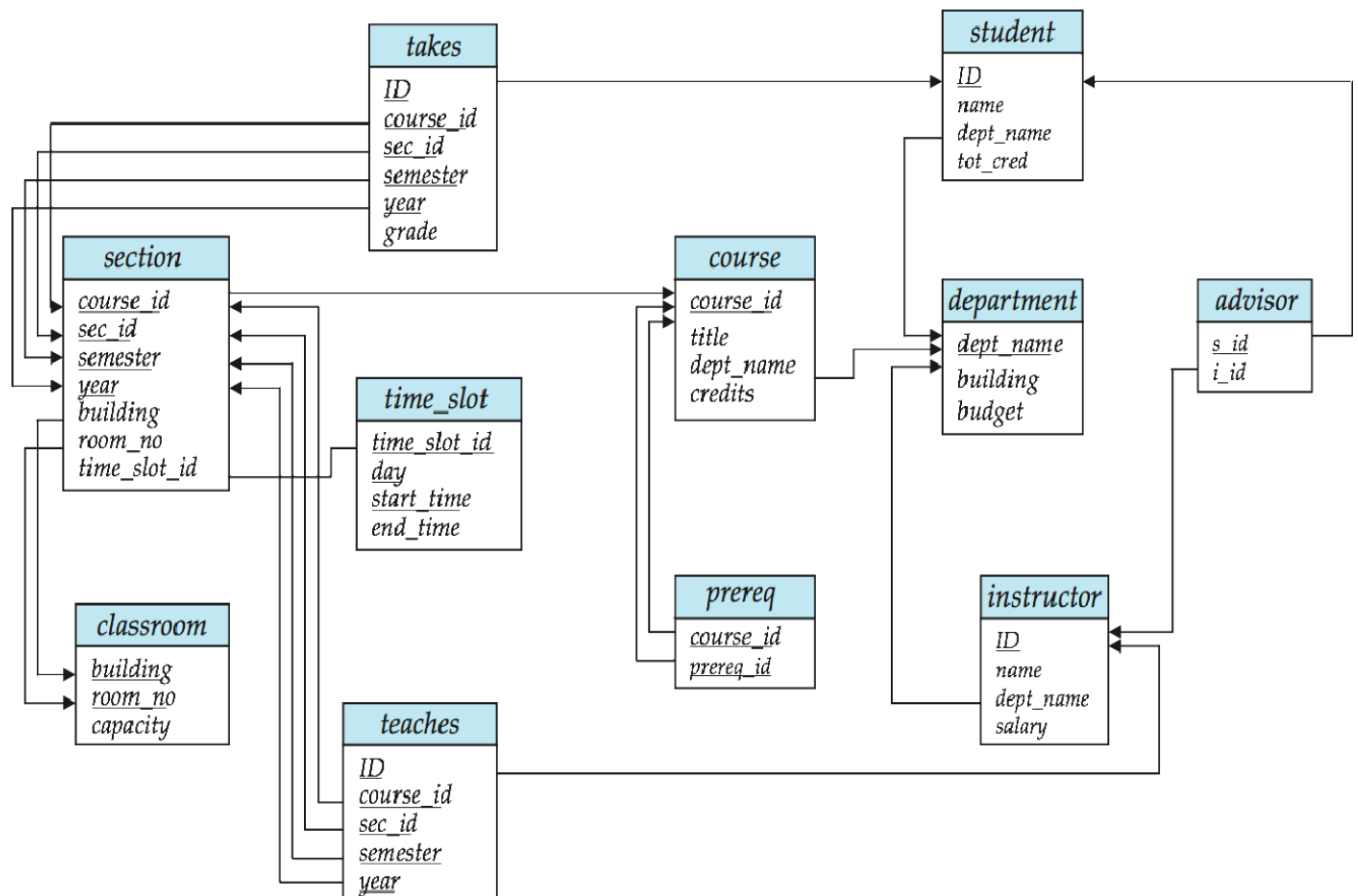 takes
ID
course_id
sec_id
semester
year
grade
student
ID
name
dept_name
tot_cred
section
course_id
sec_id
semester
year
building
room_no
time_slot_id
course
course_id
title
dept_name
credits
department
dept_name
building
budget
advisor
s_id
i_id
time_slot
time_slot_id
day
start_time
end_time
classroom
building
room_no
capacity
prereq
course_id
prereq_id
instructor
ID
name
dept_name
salary
teaches
ID
course_id
sec_id
semester
year